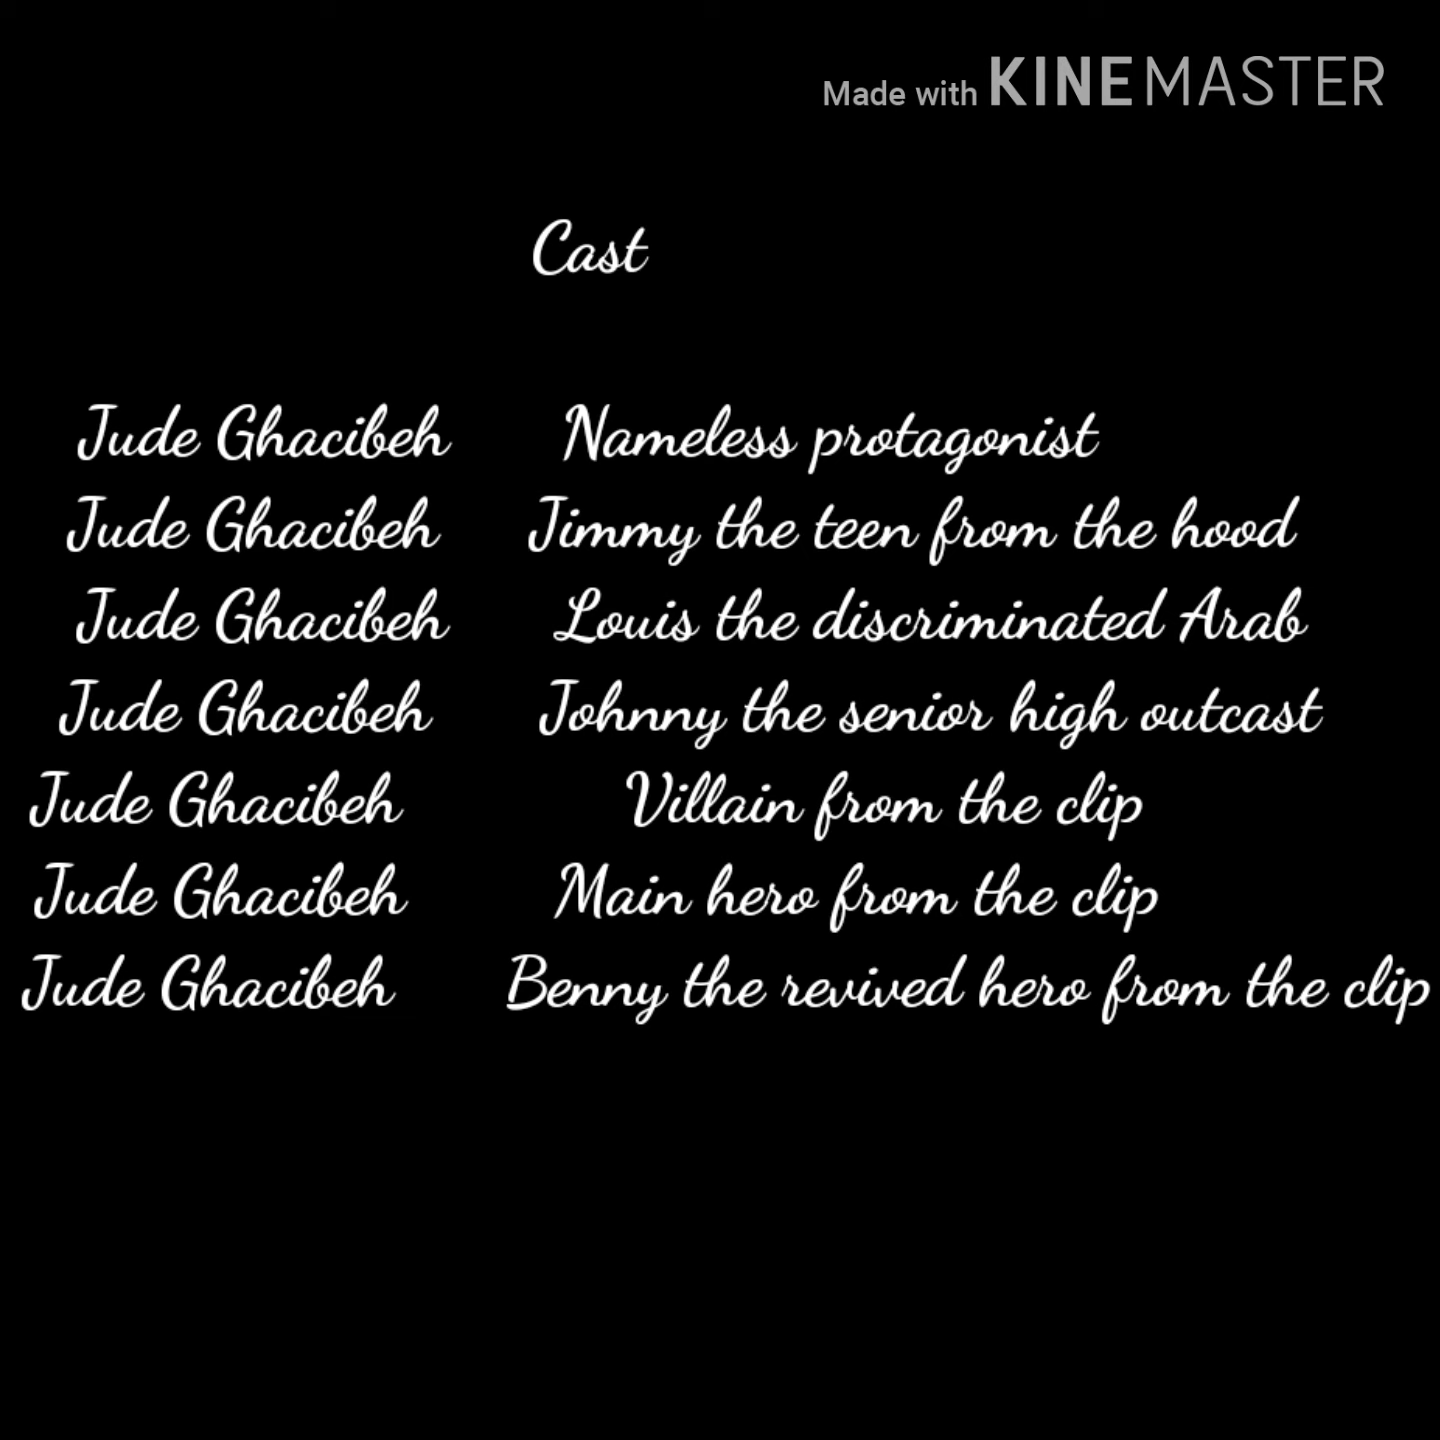 Made with KINEMASTER
Cast
Jude Ghacibeh Nameless protagonist
Jude Ghacibeh Jimmy the teen from the hood
Jude Ghacibeh Louis the discriminated Arab
Jude Ghacibeh Johnny the senior high outcast
Jude Ghacibeh Villain from the clip
Jude Ghacibeh Main hero from the clip
Jude Ghacibeh Benny the revived hero from the clip